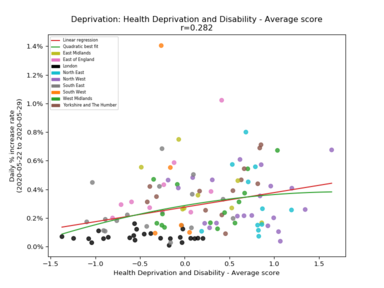 Deprivation: Health Deprivation and Disability - Average score
r=0.282
Linear regression
Quadratic best fit
East Midlands
East of England
London
North East
North West
South East
South West
West Midlands
Yorkshire and The Humber
Daily % increase rate
(2020-05-22 to 2020-05-29)
1.4%
1.2%
1.0%
0.8%
0.6%
0.4%
0.2%
0.0%
−1.5
−1.0
−0.5
0.0
0.5
1.0
1.5
Health Deprivation and Disability - Average score